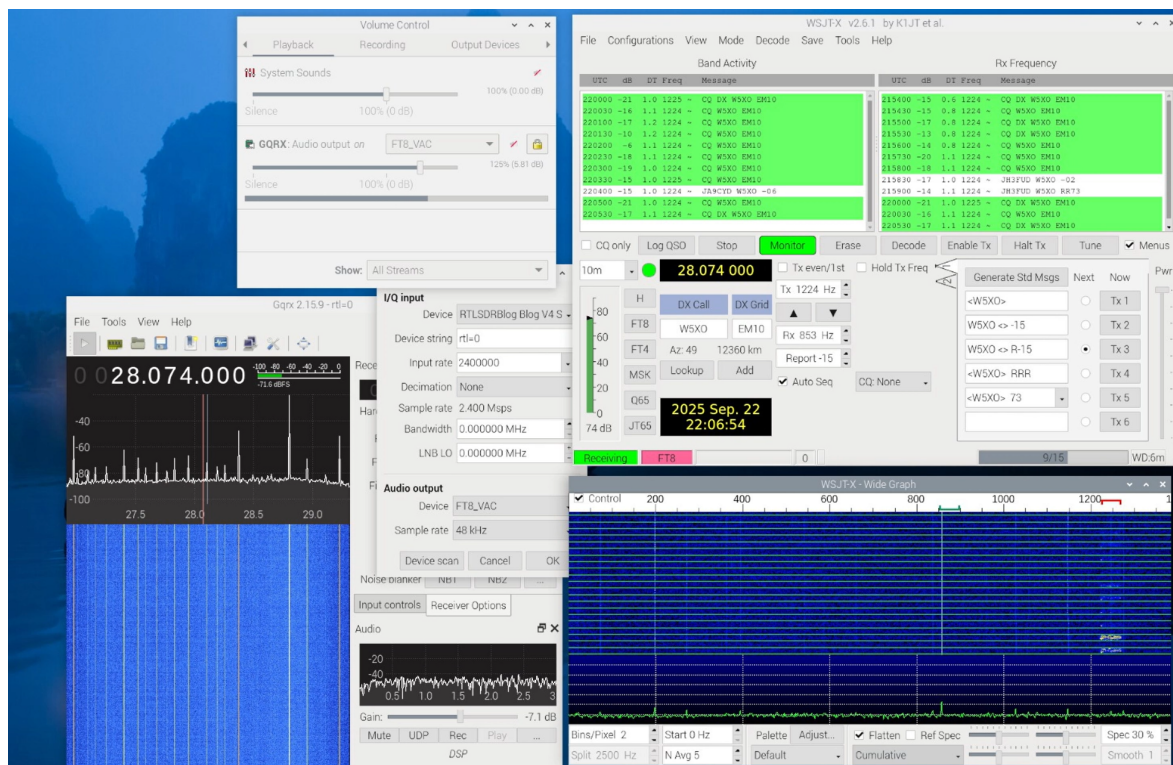 Volume Control
Playback Recording Output Devices
System Sounds
100% (0.00 dB)
Silence 100% (0 dB)
GQRX: Audio output on FT8_VAC
125% (5.81 dB)
Silence 100% (0 dB)
Show: All Streams
WSJT-X v2.6.1 by K1JT et al.
File Configurations View Mode Decode Save Tools Help
Band Activity
UTC dB DT Freq Message
220000 -21 1.0 1225 ~ CQ DX W5XO EM10
220030 -16 1.1 1224 ~ CQ W5XO EM10
220100 -17 1.2 1224 ~ CQ W5XO EM10
220130 -10 1.2 1224 ~ CQ W5XO EM10
220200 -6 1.1 1224 ~ CQ W5XO EM10
220230 -18 1.1 1224 ~ CQ W5XO EM10
220300 -19 1.1 1224 ~ CQ W5XO EM10
220330 -15 1.0 1225 ~ CQ W5XO EM10
220400 -15 1.0 1224 ~ JA9CYD W5XO -06
220500 -21 1.0 1224 ~ CQ DX W5XO EM10
220530 -17 1.1 1224 ~ CQ DX W5XO EM10
Rx Frequency
UTC dB DT Freq Message
215400 -15 0.6 1224 ~ CQ DX W5XO EM10
215430 -15 0.8 1224 ~ CQ W5XO EM10
215500 -17 0.8 1224 ~ CQ DX W5XO EM10
215530 -13 0.8 1224 ~ CQ W5XO EM10
215600 -14 0.8 1224 ~ CQ W5XO EM10
215730 -20 1.1 1224 ~ CQ W5XO EM10
215800 -18 1.1 1224 ~ CQ W5XO EM10
215830 -17 1.0 1224 ~ JH3FUD W5XO -02
215900 -14 1.1 1224 ~ JH3FUD W5XO RR73
220000 -21 1.0 1225 ~ CQ DX W5XO EM10
220030 -16 1.1 1224 ~ CQ W5XO EM10
220530 -17 1.1 1224 ~ CQ DX W5XO EM10
CQ only Log QSO Stop Monitor Erase Decode Enable Tx Halt Tx Tune Menus
10m 28.074 000 Tx even/1st Hold Tx Freq
Tx 1224 Hz
Rx 853 Hz
Report -15
Auto Seq CQ: None
H FT8 FT4 MSK Q65 JT65
DX Call DX Grid
W5XO EM10
Az: 49 12360 km
Lookup Add
2025 Sep. 22
22:06:54
80
60
40
20
0
74 dB
Generate Std Msgs Next Now Pwr
<W5XO> Tx 1
W5XO <> -15 Tx 2
W5XO <> R-15 Tx 3
<W5XO> RRR Tx 4
<W5XO> 73 Tx 5
Tx 6
Receiving FT8 0 9/15 WD:6m
Gqrx 2.15.9 - rtl=0
File Tools View Help
0 028.074.000
-100 -80 -60 -40 -20 0
-71.6 dBFS
-40
-60
-80
-100
27.5 28.0 28.5 29.0
I/Q input
Device RTLSDRBlog Blog V4 S
Device string rtl=0
Input rate 2400000
Decimation None
Sample rate 2.400 Msps
Bandwidth 0.000000 MHz
LNB LO 0.000000 MHz
Audio output
Device FT8_VAC
Sample rate 48 kHz
Device scan Cancel OK
Noise blanker NB1 NB2 ...
Input controls Receiver Options
Audio
-20
-40
0.5 1.0 1.5 2.0 2.5 3.
Gain: -7.1 dB
Mute UDP Rec Play ...
DSP
WSJT-X - Wide Graph
Control 200 400 600 800 1000 1200
Bins/Pixel 2 Start 0 Hz Palette Adjust... Flatten Ref Spec Spec 30 %
Split 2500 Hz N Avg 5 Default Cumulative Smooth 1